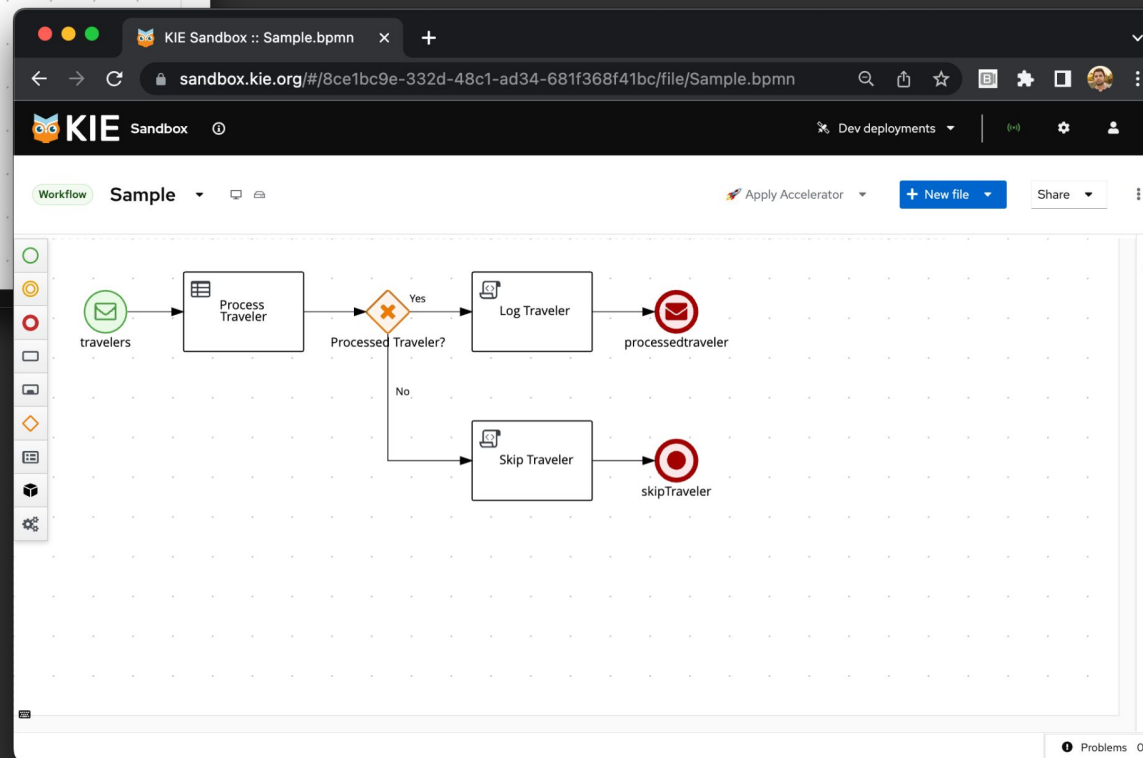 KIE Sandbox :: Sample.bpmn
sandbox.kie.org/#/8ce1bc9e-332d-48c1-ad34-681f368f41bc/file/Sample.bpmn
B
KIE Sandbox
Dev deployments
Workflow
Sample
Apply Accelerator
+ New file
Share
Process
Traveler
Yes
Log Traveler
travelers
Processed Traveler?
processedtraveler
No
Skip Traveler
skipTraveler
Problems 0